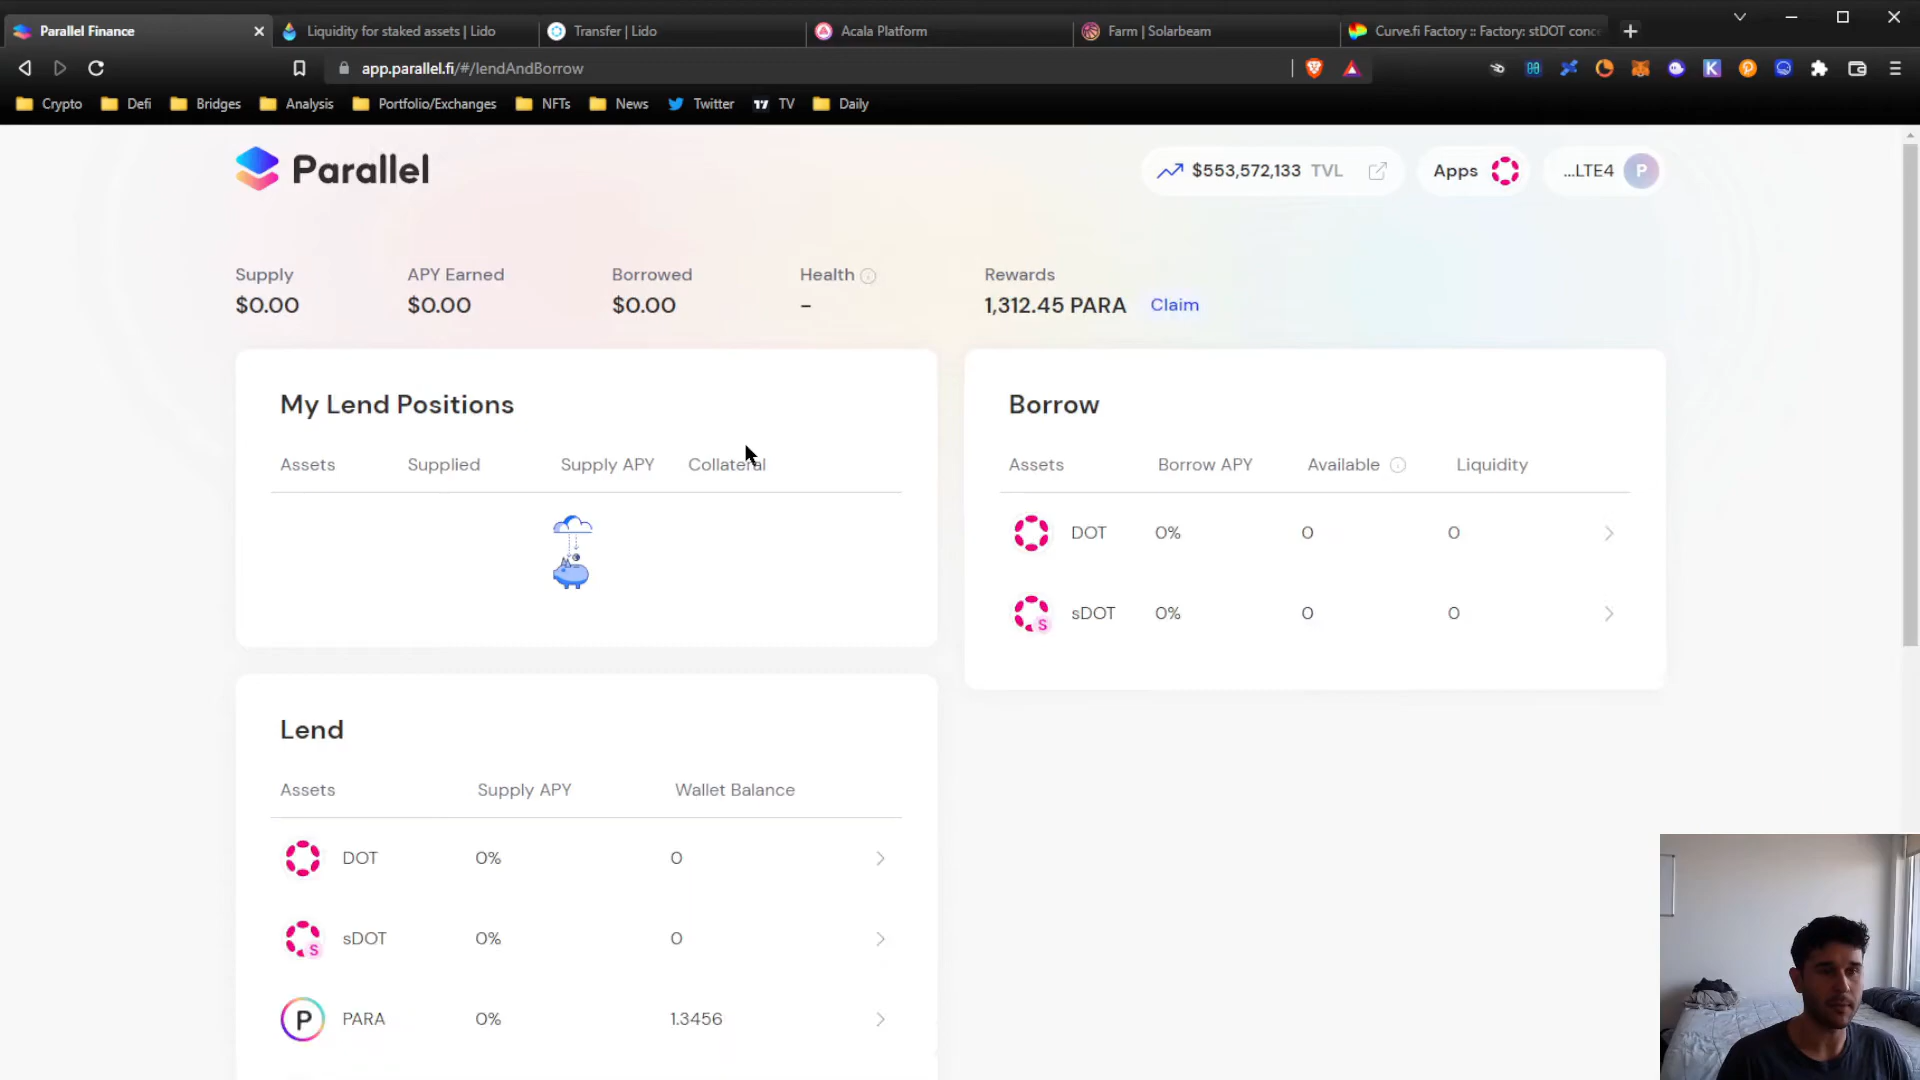 Parallel Finance
Liquidity for staked assets | Lido
Transfer | Lido
Acala Platform
Farm | Solarbeam
Curve.fi Factory :: Factory: stDOT conc
app.parallel.fi/#/lendAndBorrow
Crypto
Defi
Bridges
Analysis
Portfolio/Exchanges
NFTs
News
Twitter
TV
Daily
Parallel
$553,572,133 TVL
Apps
...LTE4
P
Supply
APY Earned
Borrowed
Health
Rewards
$0.00
$0.00
$0.00
-
1,312.45 PARA
Claim
My Lend Positions
Assets
Supplied
Supply APY
Collateral
Borrow
Assets
Borrow APY
Available
Liquidity
DOT
0%
0
0
S
sDOT
0%
0
0
Lend
Assets
Supply APY
Wallet Balance
DOT
0%
0
S
sDOT
0%
0
P
PARA
0%
1.3456